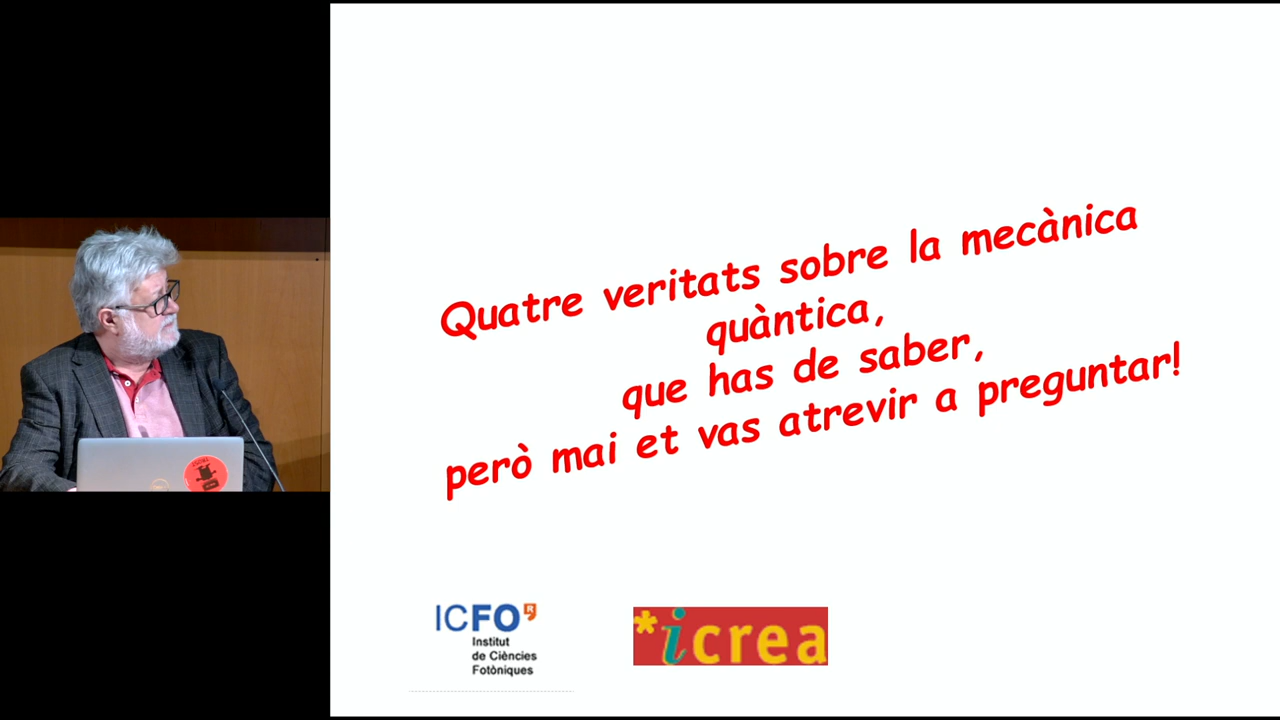 Quatre veritats sobre la mecànica
quàntica,
que has de saber,
però mai et vas atrevir a preguntar!
ICFO R
Institut
de Ciències
Fotòniques
*icrea